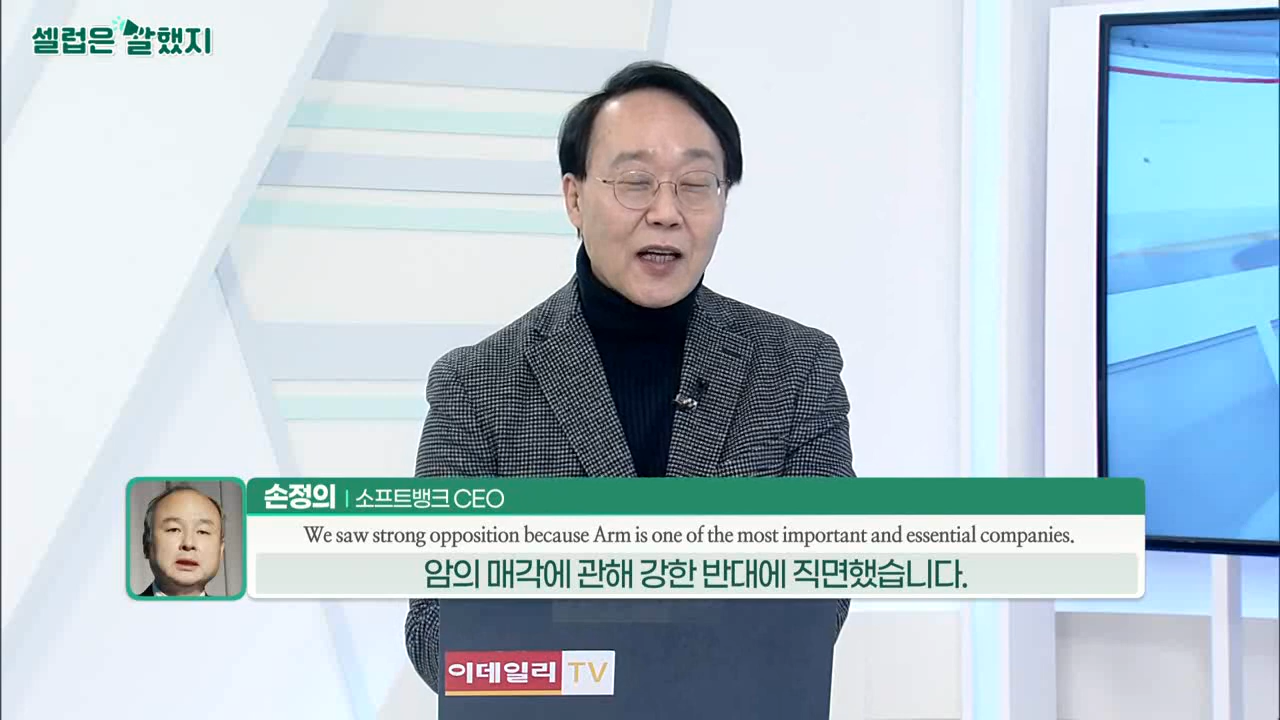 셀럽은 말했지
손정의 | 소프트뱅크 CEO
We saw strong opposition because Arm is one of the most important and essential companies.
암의 매각에 관해 강한 반대에 직면했습니다.
이데일리 TV